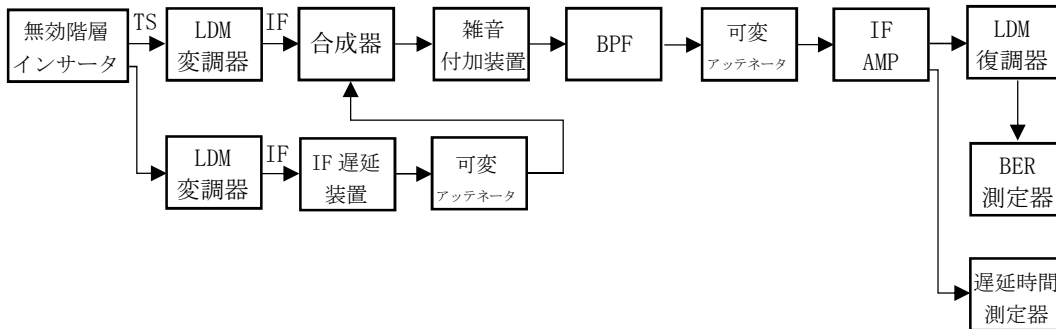 無効階層
インサータ
TS
LDM
変調器
IF
合成器
雑音
付加装置
BPF
可変
アッテネータ
IF
AMP
LDM
復調器
LDM
変調器
IF
IF 遅延
装置
可変
アッテネータ
BER
測定器
遅延時間
測定器